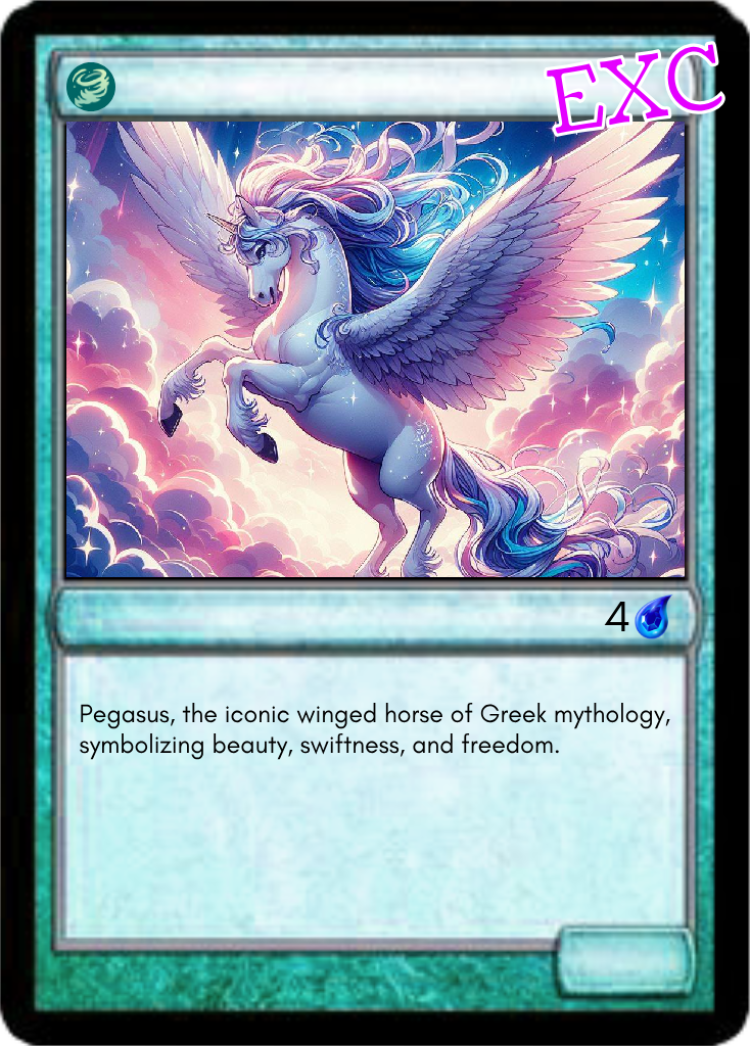 EXC
4
Pegasus, the iconic winged horse of Greek mythology,
symbolizing beauty, swiftness, and freedom.